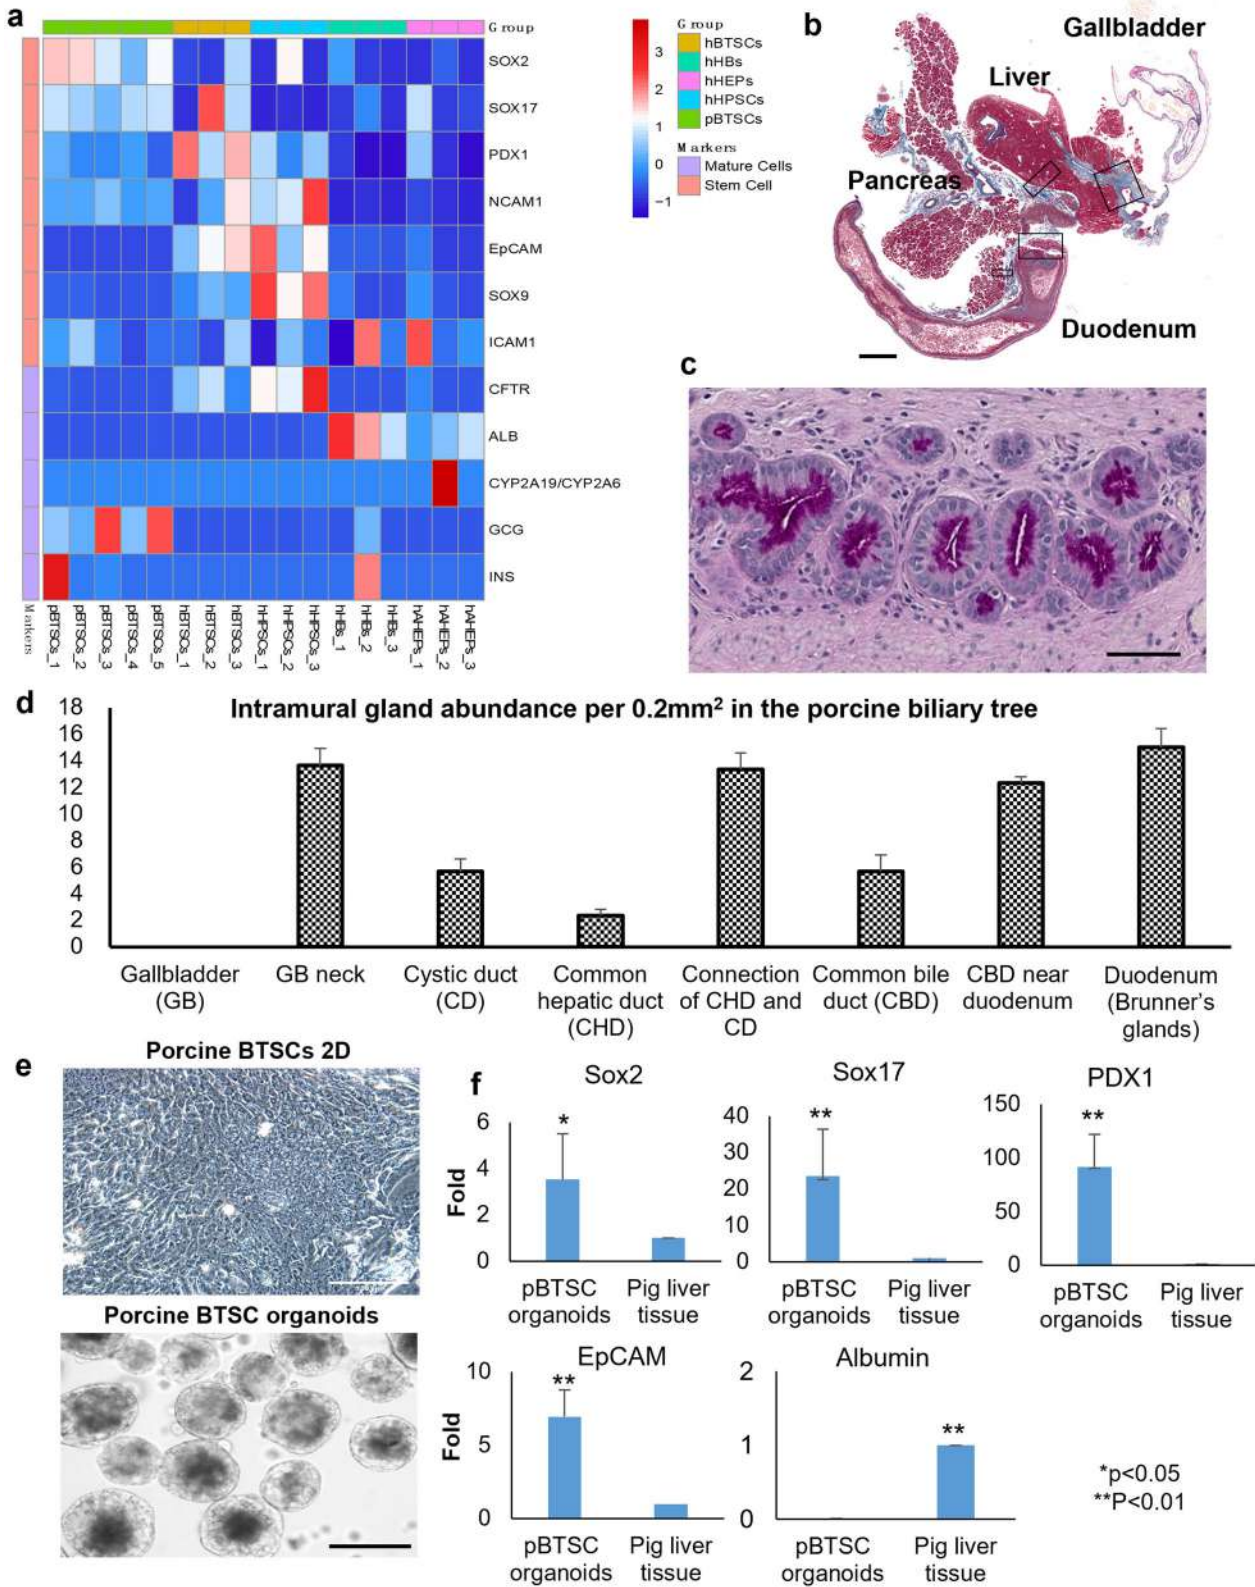 a
Group
SOX2
SOX17
PDX1
NCAM1
EpCAM
SOX9
ICAM1
CFTR
ALB
CYP2A19/CYP2A6
GCG
INS
Markers
pBTSCs_1
pBTSCs_2
pBTSCs_3
pBTSCs_4
pBTSCs_5
hBTSCs_1
hBTSCs_2
hBTSCs_3
hHPSCs_1
hHPSCs_2
hHPSCs_3
hHBs_1
hHBs_2
hHBs_3
hAHEPs_1
hAHEPs_2
hAHEPs_3
3
2
1
0
−1
Group
hBTSCs
hHBs
hHEPs
hHPSCs
pBTSCs
Markers
Mature Cells
Stem Cell
b
Gallbladder
Liver
Pancreas
Duodenum
c
d
Intramural gland abundance per 0.2mm² in the porcine biliary tree
18
16
14
12
10
8
6
4
2
0
Gallbladder
(GB)
GB neck
Cystic duct
(CD)
Common
hepatic duct
(CHD)
Connection
of CHD and
CD
Common bile
duct (CBD)
CBD near
duodenum
Duodenum
(Brunner's
glands)
e
Porcine BTSCs 2D
Porcine BTSC organoids
f
Sox2
Fold
6
4
2
0
*
pBTSC
organoids
Pig liver
tissue
Sox17
40
30
20
10
0
**
pBTSC
organoids
Pig liver
tissue
PDX1
150
100
50
0
**
pBTSC
organoids
Pig liver
tissue
EpCAM
Fold
10
5
0
**
pBTSC
organoids
Pig liver
tissue
Albumin
2
1
0
**
pBTSC
organoids
Pig liver
tissue
*p<0.05
**P<0.01